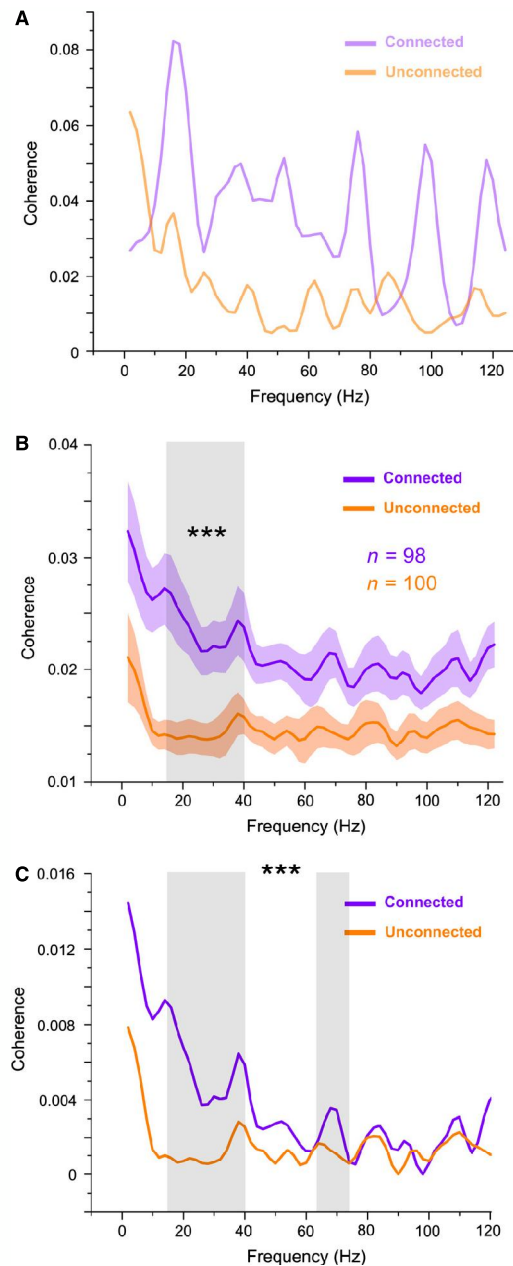 A
Connected
Unconnected
0.08
0.06
0.04
0.02
0
Coherence
0 20 40 60 80 100 120
Frequency (Hz)
B
Connected
Unconnected
***
n = 98
n = 100
0.04
0.03
0.02
0.01
Coherence
0 20 40 60 80 100 120
Frequency (Hz)
C
***
Connected
Unconnected
0.016
0.012
0.008
0.004
0
Coherence
0 20 40 60 80 100 120
Frequency (Hz)